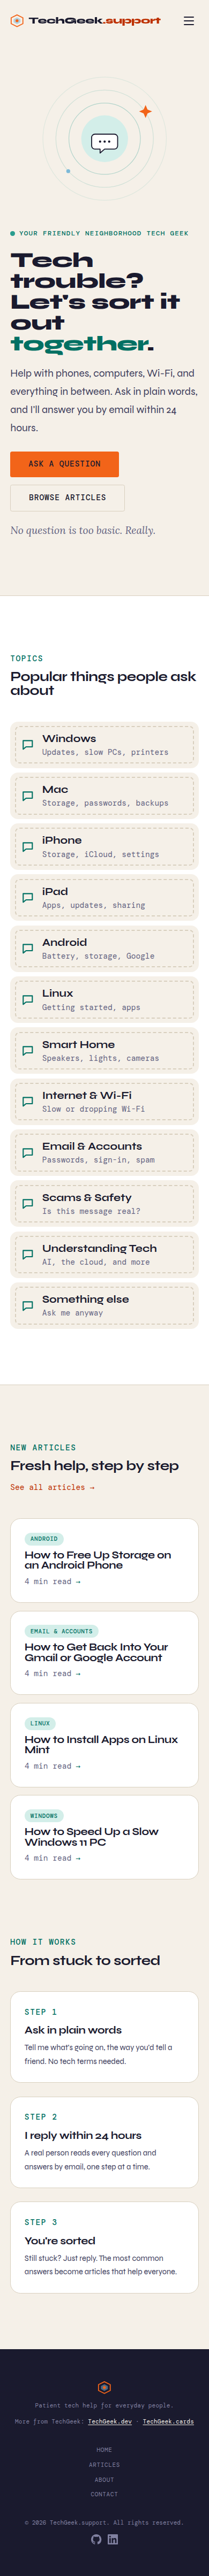 TechGeek.support
YOUR FRIENDLY NEIGHBORHOOD TECH GEEK
Tech
trouble?
Let's sort it
out
together.
Help with phones, computers, Wi-Fi, and
everything in between. Ask in plain words,
and I'll answer you by email within 24
hours.
ASK A QUESTION
BROWSE ARTICLES
No question is too basic. Really.
TOPICS
Popular things people ask
about
Windows
Updates, slow PCs, printers
Mac
Storage, passwords, backups
iPhone
Storage, iCloud, settings
iPad
Apps, updates, sharing
Android
Battery, storage, Google
Linux
Getting started, apps
Smart Home
Speakers, lights, cameras
Internet & Wi-Fi
Slow or dropping Wi-Fi
Email & Accounts
Passwords, sign-in, spam
Scams & Safety
Is this message real?
Understanding Tech
AI, the cloud, and more
Something else
Ask me anyway
NEW ARTICLES
Fresh help, step by step
See all articles →
ANDROID
How to Free Up Storage on
an Android Phone
4 min read →
EMAIL & ACCOUNTS
How to Get Back Into Your
Gmail or Google Account
4 min read →
LINUX
How to Install Apps on Linux
Mint
4 min read →
WINDOWS
How to Speed Up a Slow
Windows 11 PC
4 min read →
HOW IT WORKS
From stuck to sorted
STEP 1
Ask in plain words
Tell me what's going on, the way you'd tell a
friend. No tech terms needed.
STEP 2
I reply within 24 hours
A real person reads every question and
answers by email, one step at a time.
STEP 3
You're sorted
Still stuck? Just reply. The most common
answers become articles that help everyone.
Patient tech help for everyday people.
More from TechGeek: TechGeek.dev · TechGeek.cards
HOME
ARTICLES
ABOUT
CONTACT
© 2026 TechGeek.support. All rights reserved.